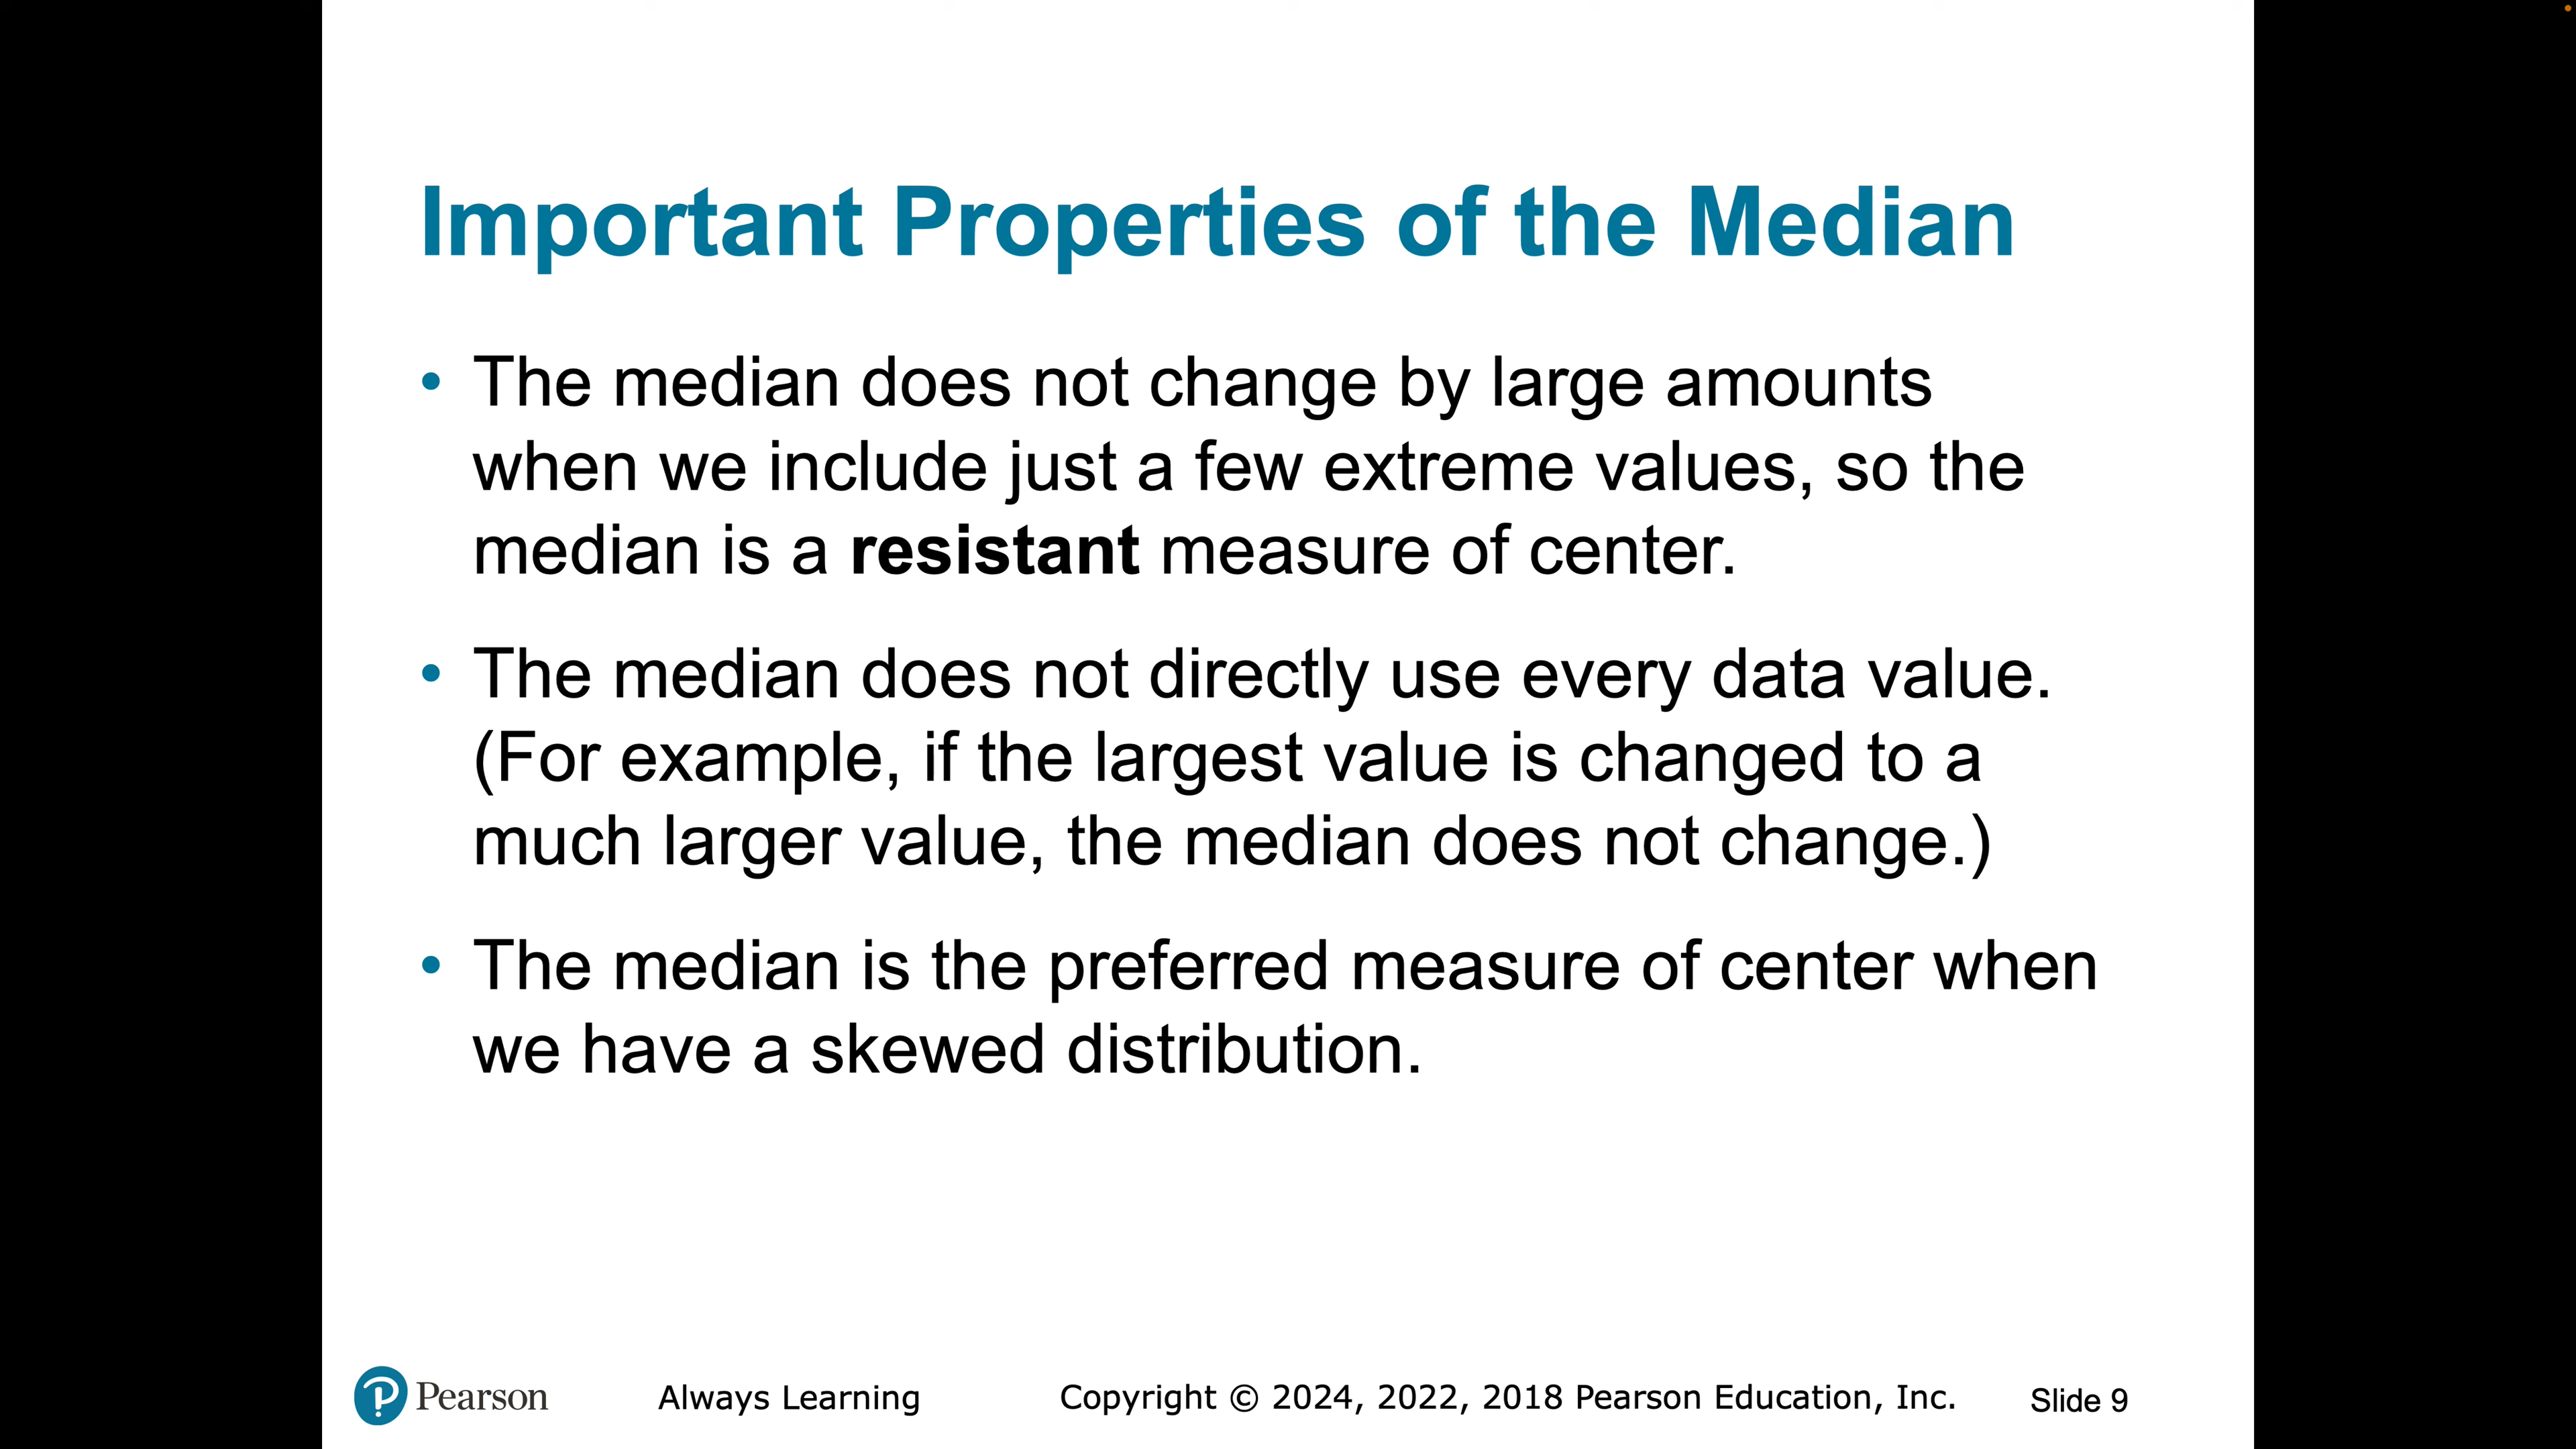 Important Properties of the Median
• The median does not change by large amounts
when we include just a few extreme values, so the
median is a resistant measure of center.
• The median does not directly use every data value.
(For example, if the largest value is changed to a
much larger value, the median does not change.)
• The median is the preferred measure of center when
we have a skewed distribution.
P Pearson Always Learning Copyright © 2024, 2022, 2018 Pearson Education, Inc. Slide 9